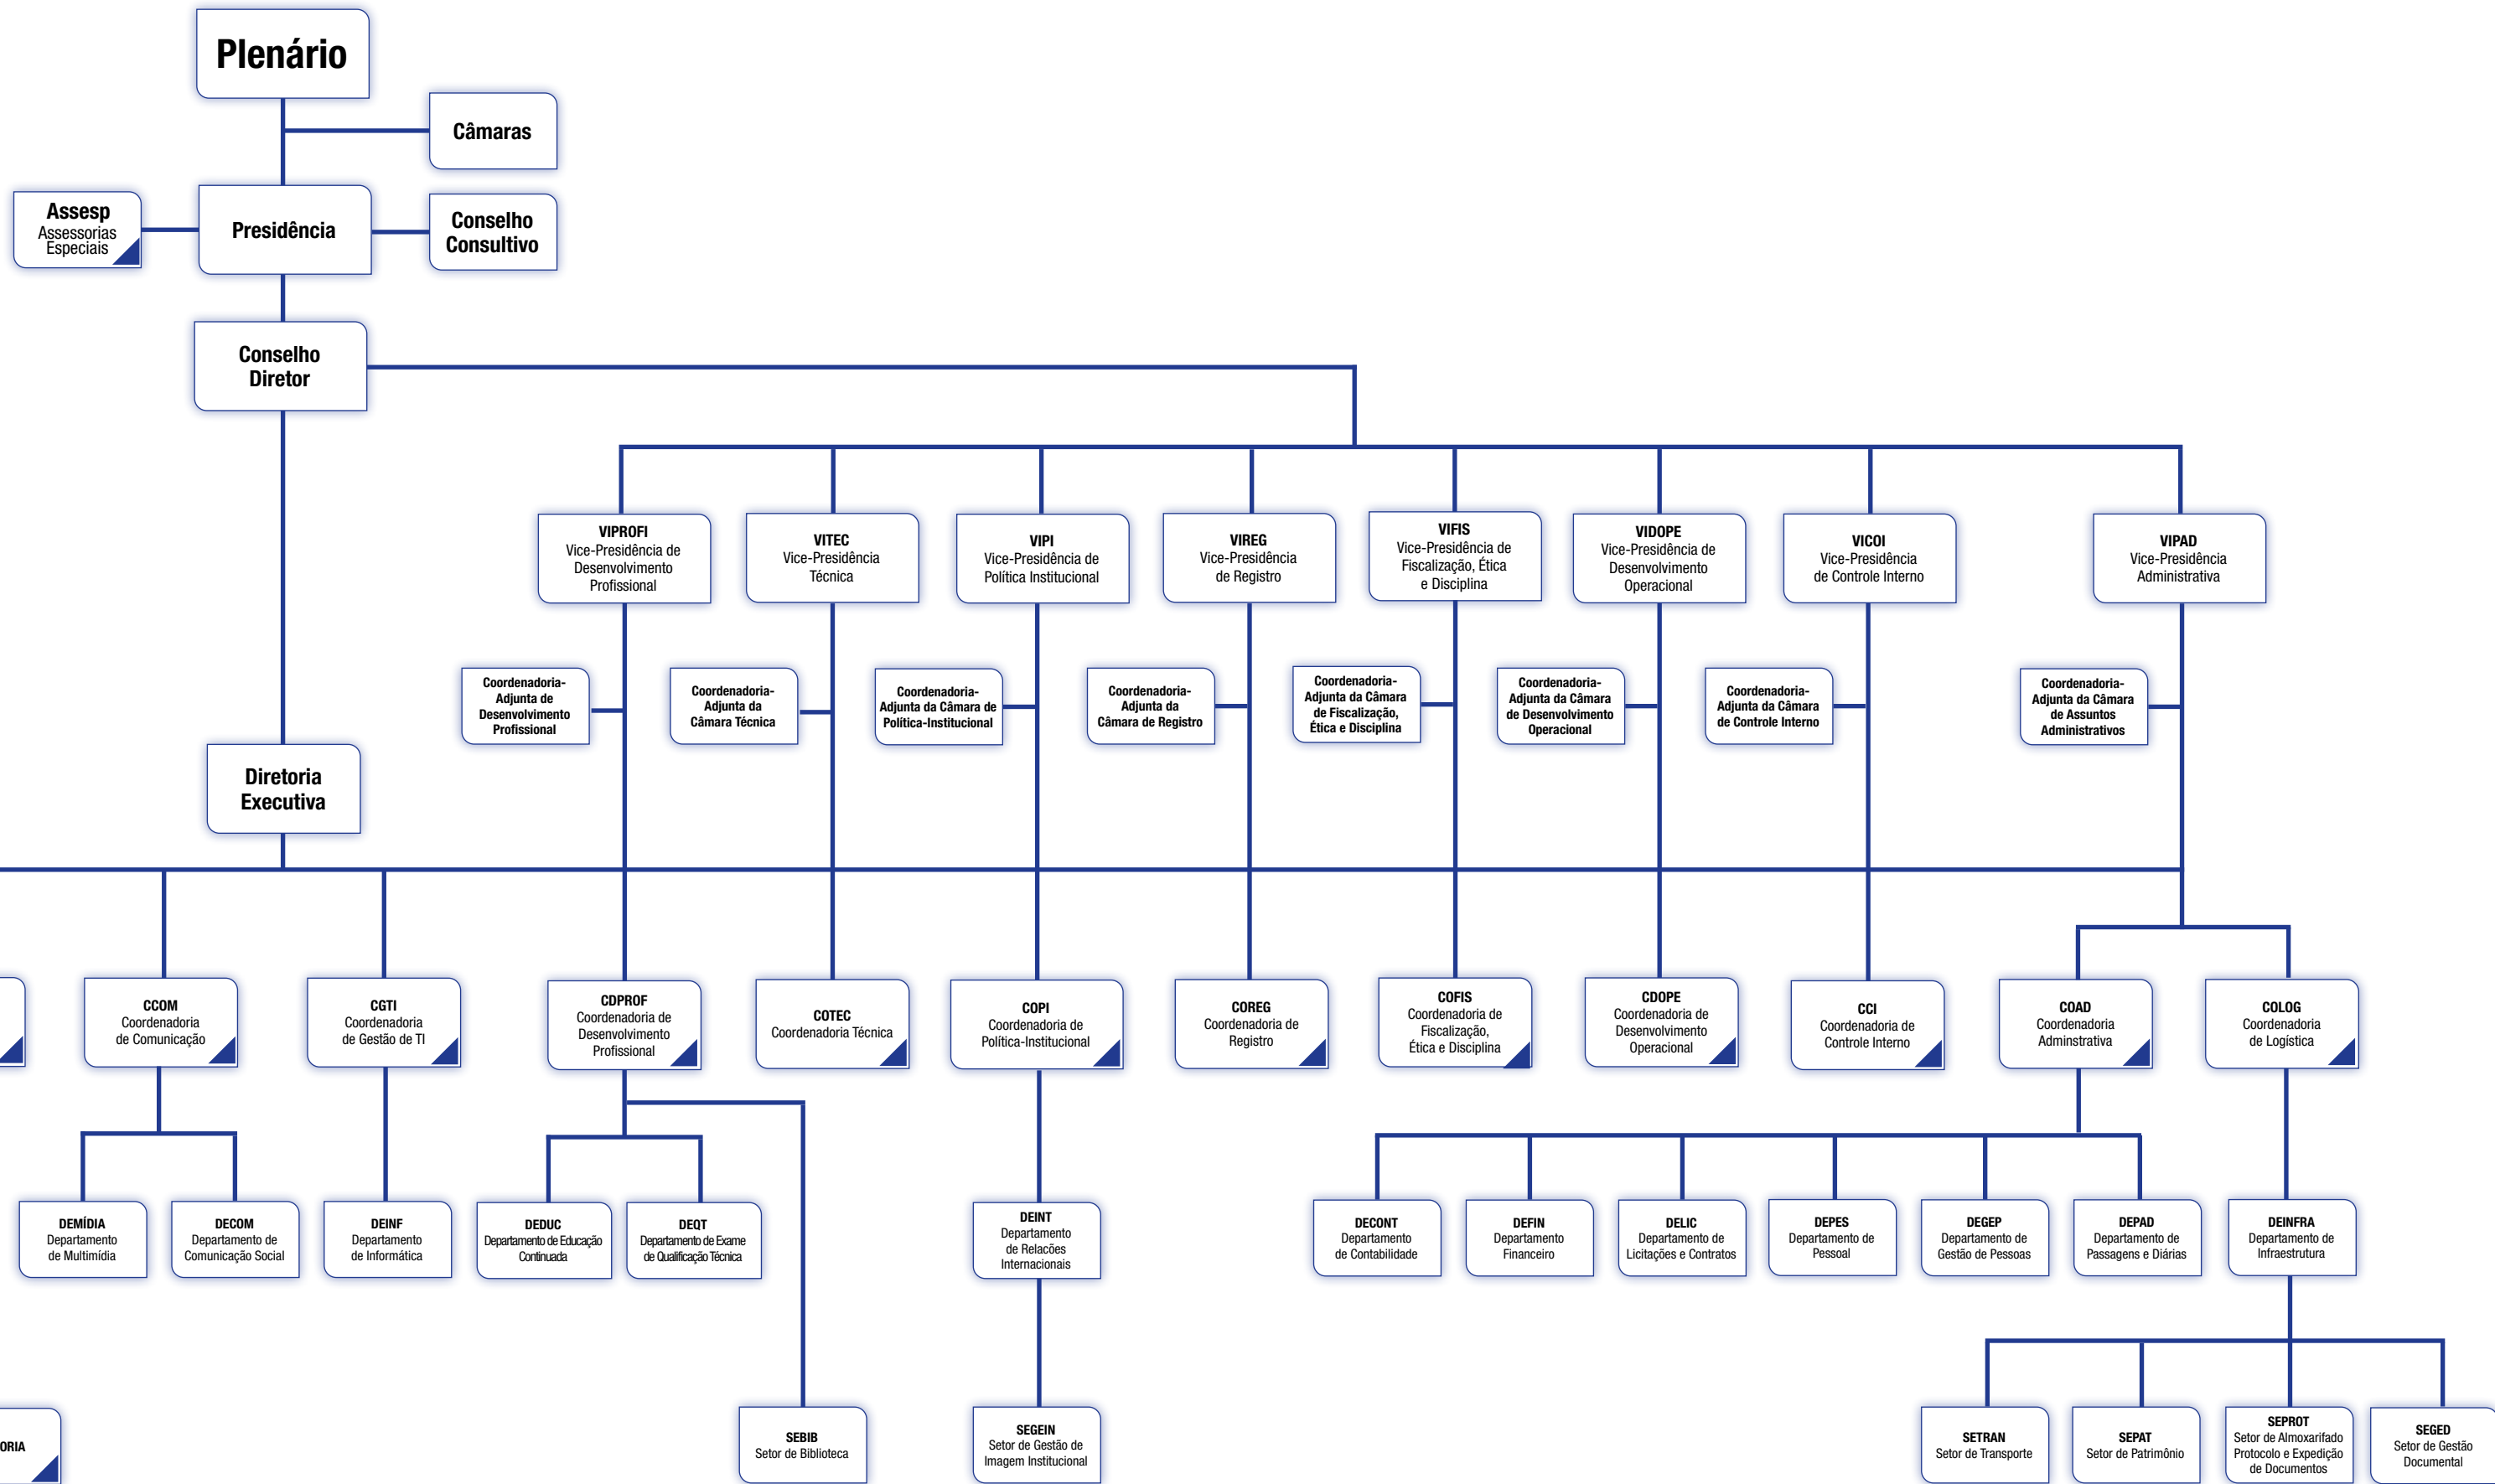 Plenário
Câmaras
Assesp
Assessorias
Especiais
Presidência
Conselho
Consultivo
Conselho
Diretor
VIPROFI
Vice-Presidência de
Desenvolvimento
Profissional
VITEC
Vice-Presidência
Técnica
VIPI
Vice-Presidência de
Política Institucional
VIREG
Vice-Presidência
de Registro
VIFIS
Vice-Presidência de
Fiscalização, Ética
e Disciplina
VIDOPE
Vice-Presidência de
Desenvolvimento
Operacional
VICOI
Vice-Presidência
de Controle Interno
VIPAD
Vice-Presidência
Administrativa
Coordenadoria-
Adjunta de
Desenvolvimento
Profissional
Coordenadoria-
Adjunta da
Câmara Técnica
Coordenadoria-
Adjunta da Câmara de
Política-Institucional
Coordenadoria-
Adjunta da
Câmara de Registro
Coordenadoria-
Adjunta da Câmara
de Fiscalização,
Ética e Disciplina
Coordenadoria-
Adjunta da Câmara
de Desenvolvimento
Operacional
Coordenadoria-
Adjunta da Câmara
de Controle Interno
Coordenadoria-
Adjunta da Câmara
de Assuntos
Administrativos
Diretoria
Executiva
CCOM
Coordenadoria
de Comunicação
CGTI
Coordenadoria
de Gestão de TI
CDPROF
Coordenadoria de
Desenvolvimento
Profissional
COTEC
Coordenadoria Técnica
COPI
Coordenadoria de
Política-Institucional
COREG
Coordenadoria de
Registro
COFIS
Coordenadoria de
Fiscalização,
Ética e Disciplina
CDOPE
Coordenadoria de
Desenvolvimento
Operacional
CCI
Coordenadoria de
Controle Interno
COAD
Coordenadoria
Adminstrativa
COLOG
Coordenadoria
de Logística
DEMÍDIA
Departamento
de Multimídia
DECOM
Departamento de
Comunicação Social
DEINF
Departamento
de Informática
DEDUC
Departamento de Educação
Continuada
DEQT
Departamento de Exame
de Qualificação Técnica
DEINT
Departamento
de Relacões
Internacionais
DECONT
Departamento
de Contabilidade
DEFIN
Departamento
Financeiro
DELIC
Departamento de
Licitações e Contratos
DEPES
Departamento de
Pessoal
DEGEP
Departamento de
Gestão de Pessoas
DEPAD
Departamento de
Passagens e Diárias
DEINFRA
Departamento de
Infraestrutura
ORIA
SEBIB
Setor de Biblioteca
SEGEIN
Setor de Gestão de
Imagem Institucional
SETRAN
Setor de Transporte
SEPAT
Setor de Patrimônio
SEPROT
Setor de Almoxarifado
Protocolo e Expedição
de Documentos
SEGED
Setor de Gestão
Documental